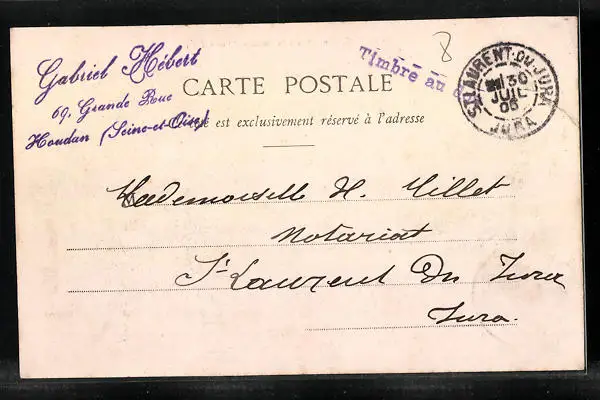 Gabriel Hébert
69, Grande Rue
Houdan (Seine-et-Oise)
Timbre au
8
ST LAURENT-DU-JURA
30
JUIL
05
JURA
CARTE POSTALE
est exclusivement réservé à l'adresse
Mademoiselle H. Millet
Notariat
St Laurent Du Jura
Jura.